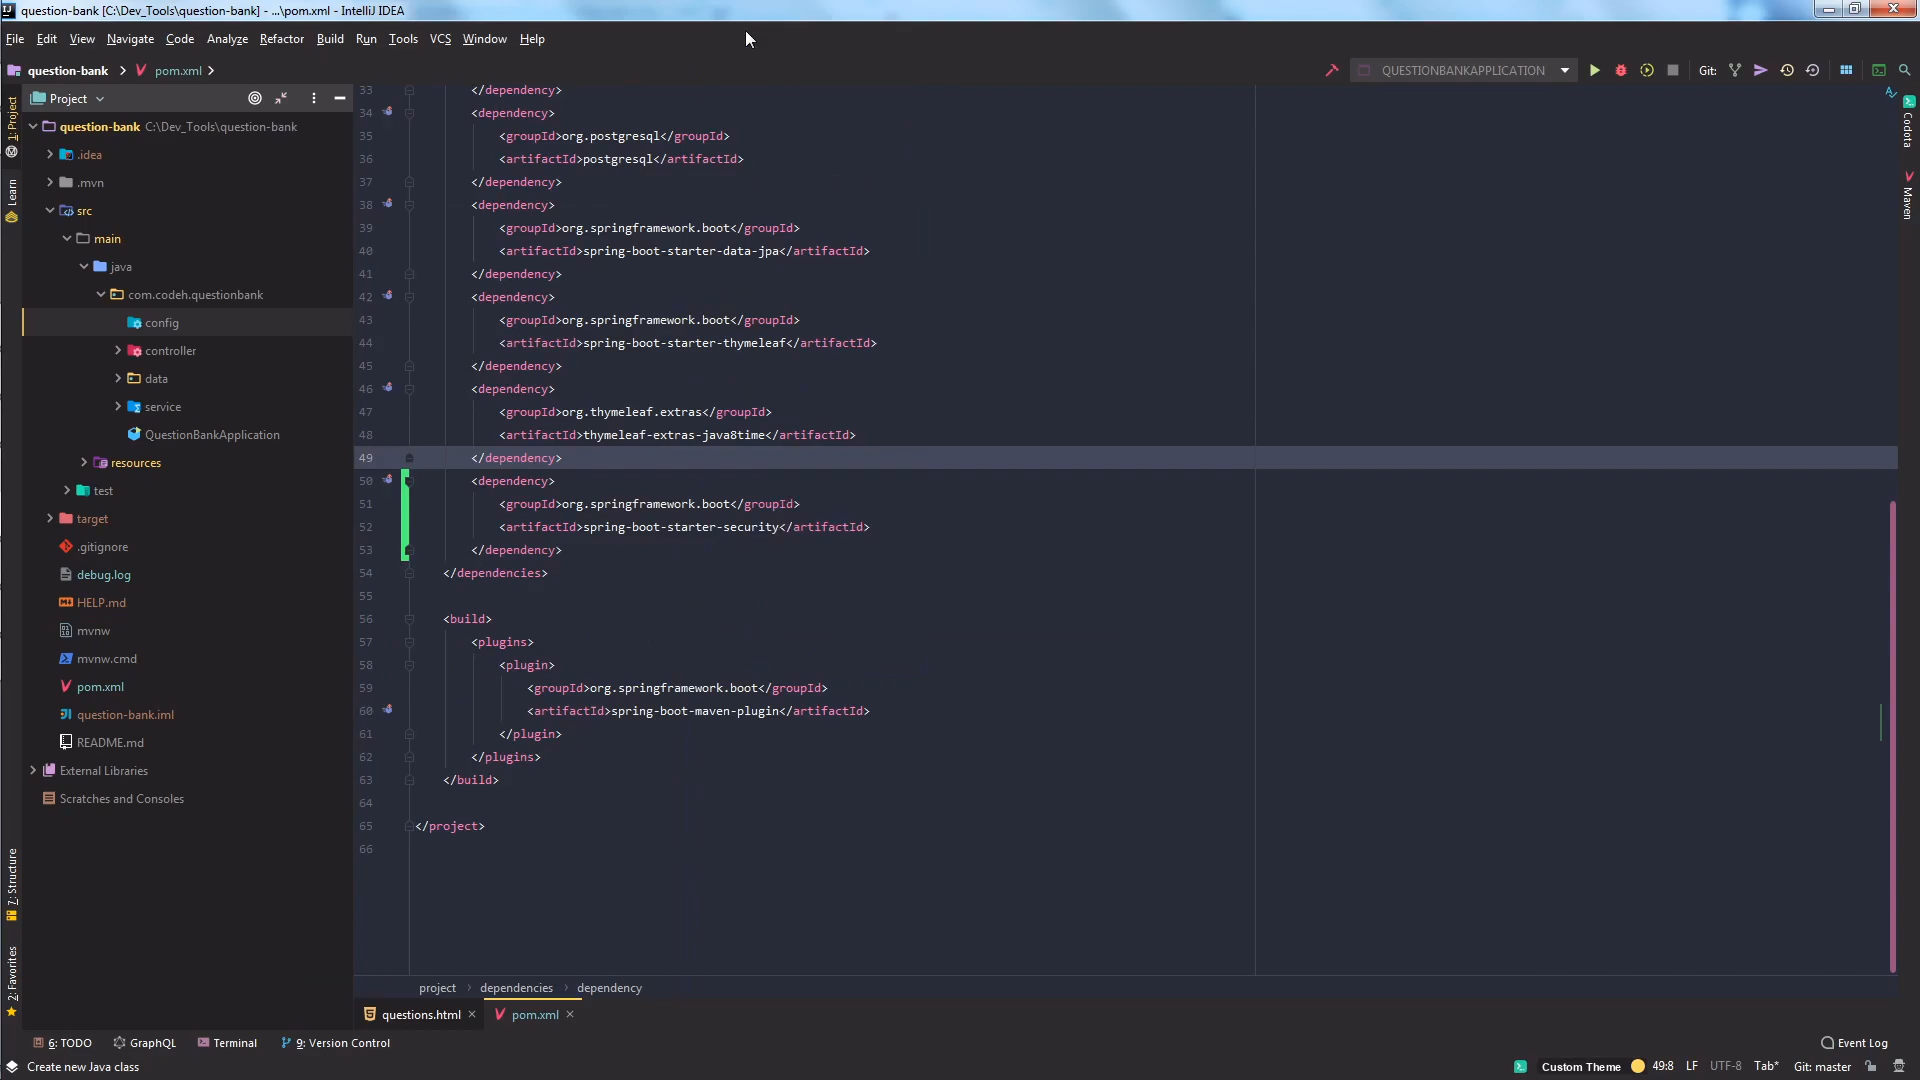 question-bank [C:\Dev_Tools\question-bank] - ...\pom.xml - IntelliJ IDEA
File Edit View Navigate Code Analyze Refactor Build Run Tools VCS Window Help
question-bank pom.xml
QUESTIONBANKAPPLICATION Git:
Project
question-bank C:\Dev_Tools\question-bank
.idea
.mvn
src
main
java
com.codeh.questionbank
config
controller
data
service
QuestionBankApplication
resources
test
target
.gitignore
debug.log
HELP.md
mvnw
mvnw.cmd
pom.xml
question-bank.iml
README.md
External Libraries
Scratches and Consoles
1: Project
Learn
7: Structure
2: Favorites
33 </dependency>
34 <dependency>
35 <groupId>org.postgresql</groupId>
36 <artifactId>postgresql</artifactId>
37 </dependency>
38 <dependency>
39 <groupId>org.springframework.boot</groupId>
40 <artifactId>spring-boot-starter-data-jpa</artifactId>
41 </dependency>
42 <dependency>
43 <groupId>org.springframework.boot</groupId>
44 <artifactId>spring-boot-starter-thymeleaf</artifactId>
45 </dependency>
46 <dependency>
47 <groupId>org.thymeleaf.extras</groupId>
48 <artifactId>thymeleaf-extras-java8time</artifactId>
49 </dependency>
50 <dependency>
51 <groupId>org.springframework.boot</groupId>
52 <artifactId>spring-boot-starter-security</artifactId>
53 </dependency>
54 </dependencies>
55
56 <build>
57 <plugins>
58 <plugin>
59 <groupId>org.springframework.boot</groupId>
60 <artifactId>spring-boot-maven-plugin</artifactId>
61 </plugin>
62 </plugins>
63 </build>
64
65 </project>
66
Codota
Maven
project dependencies dependency
questions.html pom.xml
6: TODO GraphQL Terminal 9: Version Control Event Log
Create new Java class Custom Theme 49:8 LF UTF-8 Tab* Git: master